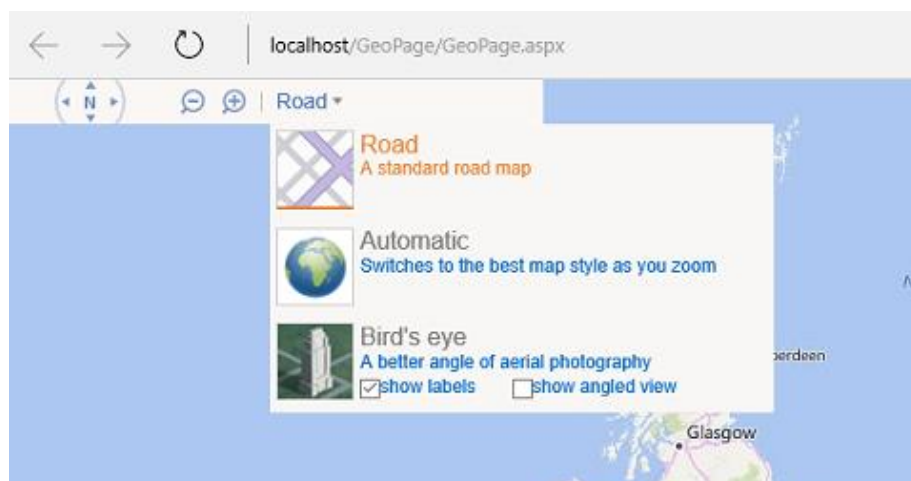 localhost/GeoPage/GeoPage.aspx
N Road
Road
A standard road map
Automatic
Switches to the best map style as you zoom
Bird's eye
A better angle of aerial photography
show labels show angled view
perdeen
Glasgow